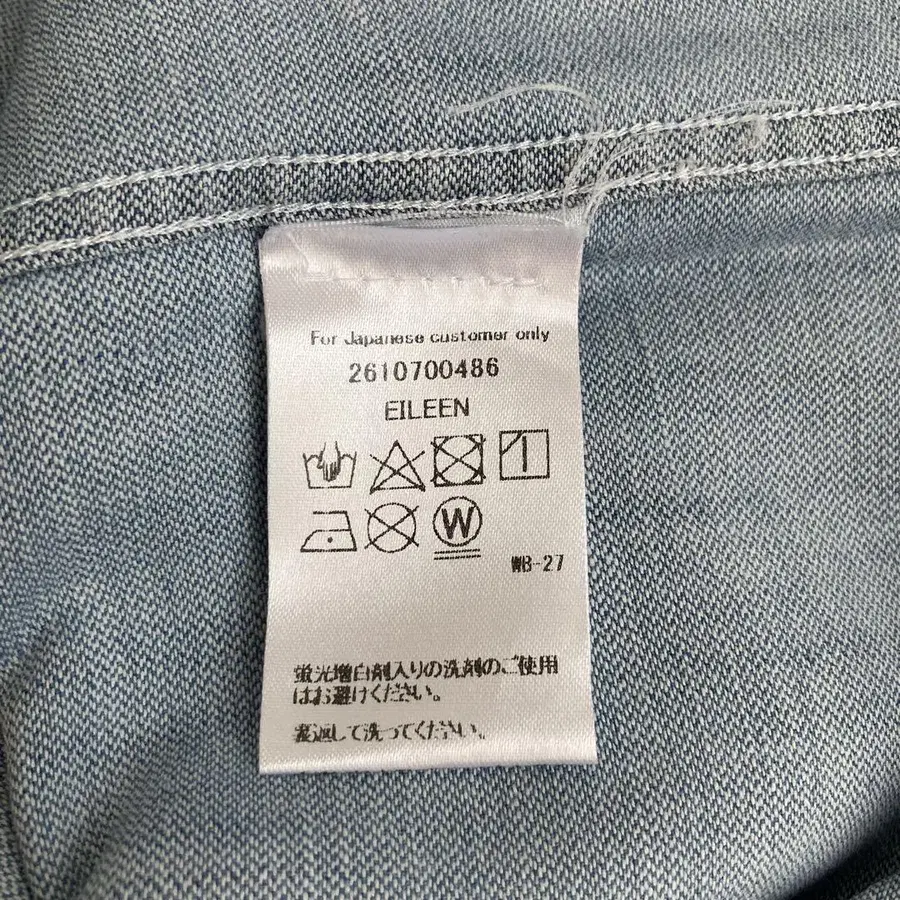 For Japanese customer only
2610700486
EILEEN
W
WB-27
蛍光増白剤入りの洗剤のご使用
はお避けください。
裏返して洗ってください。